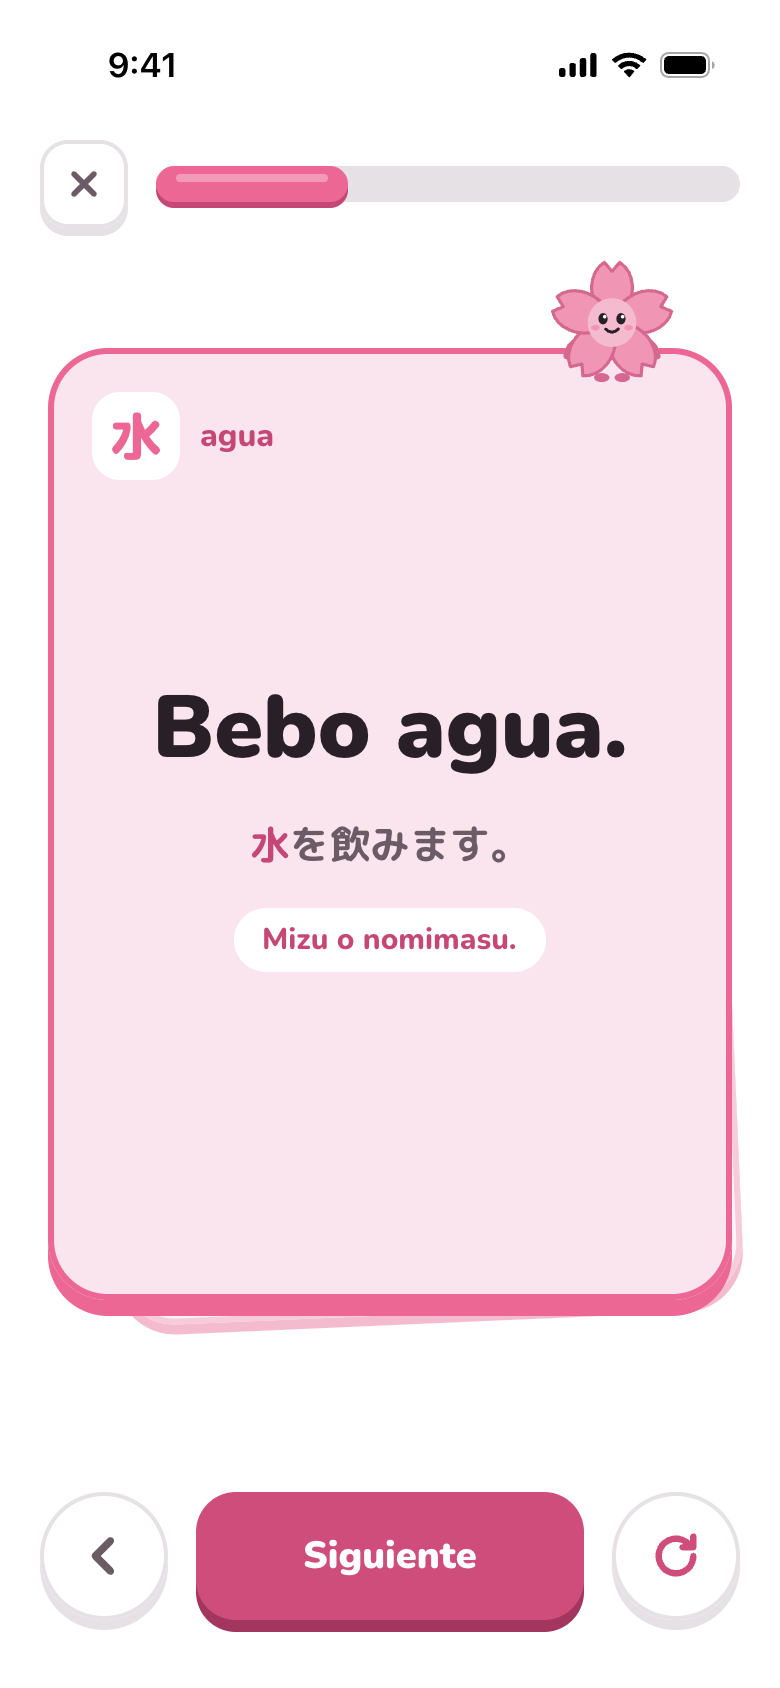 9:41
水 agua
Bebo agua.
水を飲みます。
Mizu o nomimasu.
Siguiente